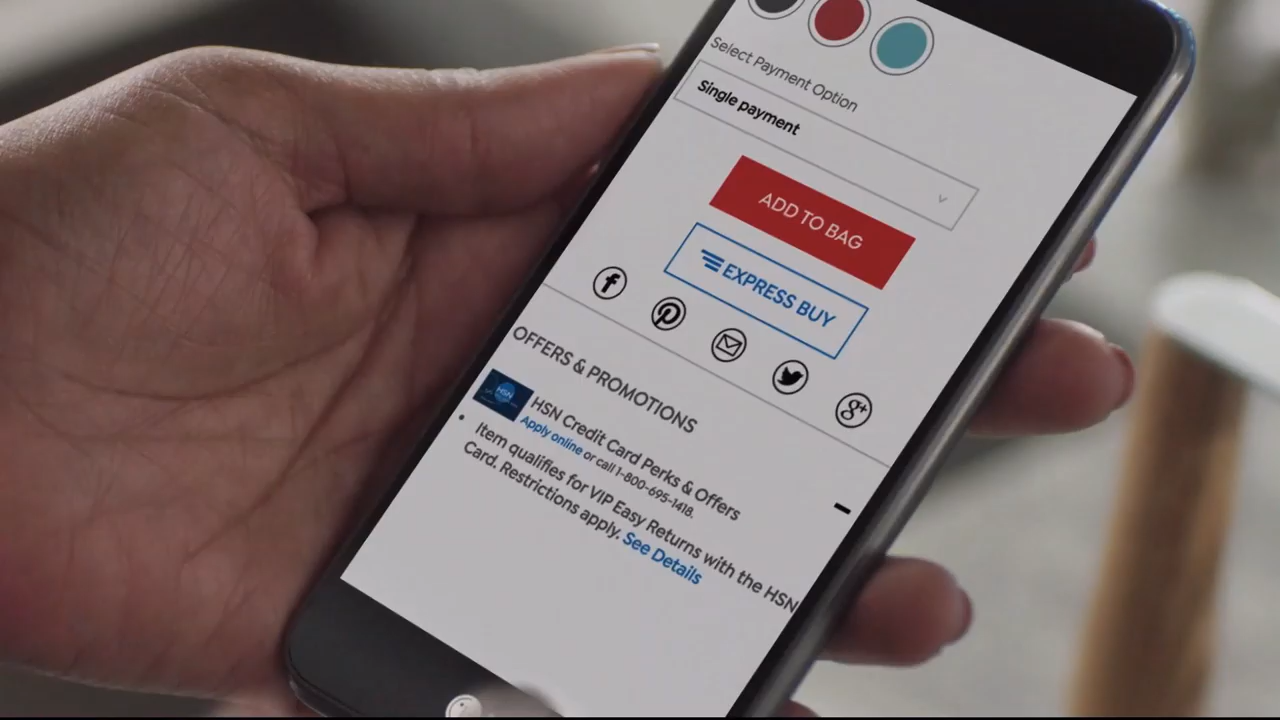 Select Payment Option
Single payment
ADD TO BAG
EXPRESS BUY
OFFERS & PROMOTIONS
HSN
HSN Credit Card Perks & Offers
Apply online or call 1-800-695-1418.
Item qualifies for VIP Easy Returns with the HSN
Card. Restrictions apply. See Details